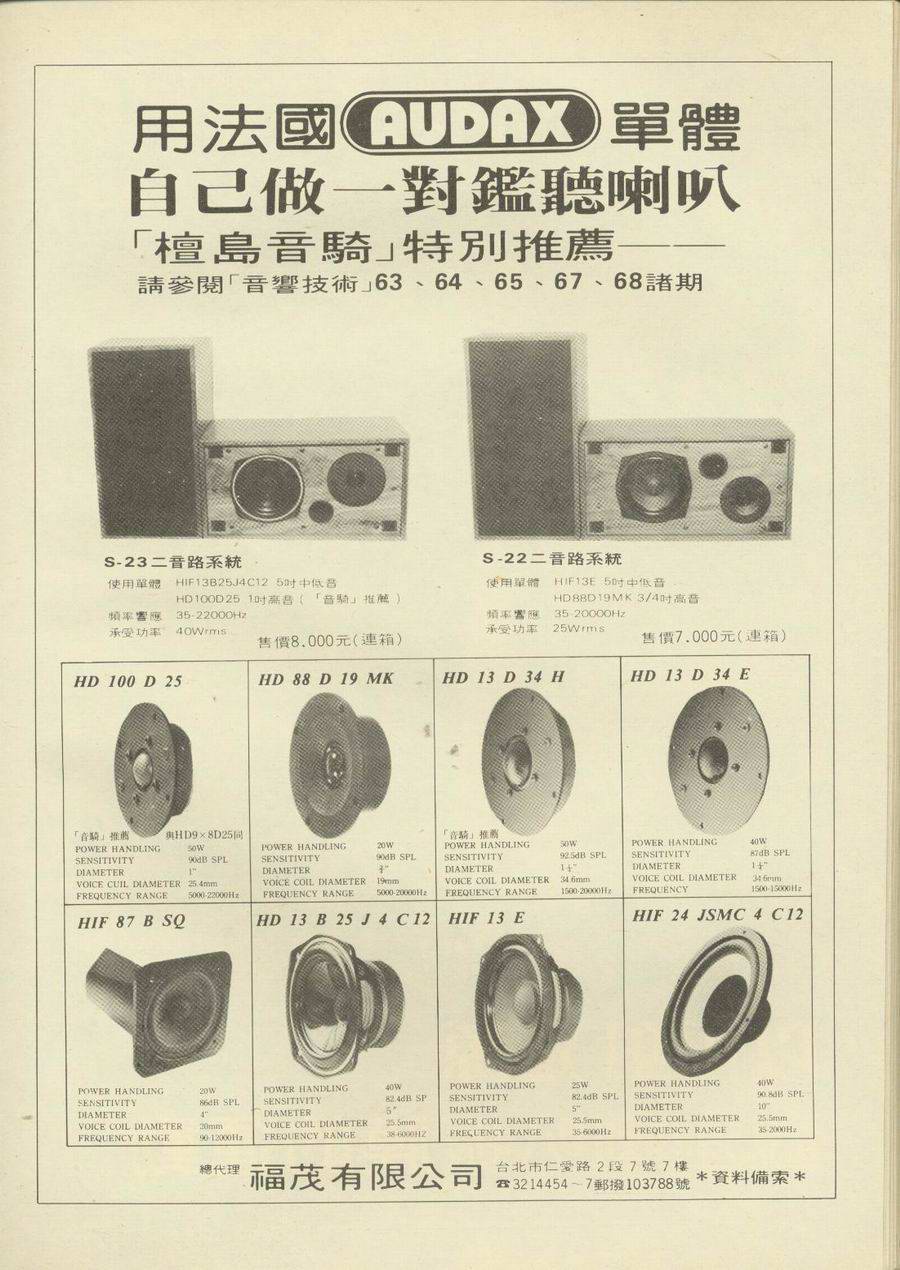 用法國AUDAX單體
自己做一對鑑聽喇叭
「檀島音騎」特別推薦——
請參閱「音響技術」63、64、65、67、68諸期
S-23二音路系統
使用單體 HIF13B25J4C12 5吋中低音
HD100D25 1吋高音(「音騎」推薦)
頻率響應 35-22000Hz
承受功率 40Wrms
售價8.000元(連箱)
S-22二音路系統
使用單體 HIF13E 5吋中低音
HD88D19MK 3/4吋高音
頻率響應 35-20000Hz
承受功率 25Wrms
售價7.000元(連箱)
HD 100 D 25
「音騎」推薦 與HD9×8D25同
POWER HANDLING 50W
SENSITIVITY 90dB SPL
DIAMETER 1"
VOICE CUIL DIAMETER 25.4mm
FREQUENCY RANGE 5000-22000Hz
HD 88 D 19 MK
POWER HANDLING 20W
SENSITIVITY 90dB SPL
DIAMETER ¾"
VOICE COIL DIAMETER 19mm
FREQUENCY RANGE 5000-20000Hz
HD 13 D 34 H
「音騎」推薦
POWER HANDLING 50W
SENSITIVITY 92.5dB SPL
DIAMETER 1¼"
VOICE COIL DIAMETER 34.6mm
FREQUENCY RANGE 1500-20000Hz
HD 13 D 34 E
POWER HANDLING 40W
SENSITIVITY 87dB SPL
DIAMETER 1¼"
VOICE COIL DIAMETER 34.6mm
FREQUENCY 1500-15000Hz
HIF 87 B SQ
POWER HANDLING 20W
SENSITIVITY 86dB SPL
DIAMETER 4"
VOICE COIL DIAMETER 20mm
FREQUENCY RANGE 90-12000Hz
HD 13 B 25 J 4 C 12
POWER HANDLING 40W
SENSITIVITY 82.4dB SP
DIAMETER 5"
VOICE COIL DIAMETER 25.5mm
FREQUENCY RANGE 38-6000HZ
HIF 13 E
POWER HANDLING 25W
SENSITIVITY 82.4dB SPL
DIAMETER 5"
VOICE COIL DIAMETER 25.5mm
FREQUENCY RANGE 35-6000Hz
HIF 24 JSMC 4 C12
POWER HANDLING 40W
SENSITIVITY 90.8dB SPL
DIAMETER 10"
VOICE COIL DIAMETER 25.5mm
FREQUENCY RANGE 35-2000Hz
總代理 福茂有限公司
台北市仁愛路2段7號7樓
☎3214454～7郵撥103788號
*資料備索*